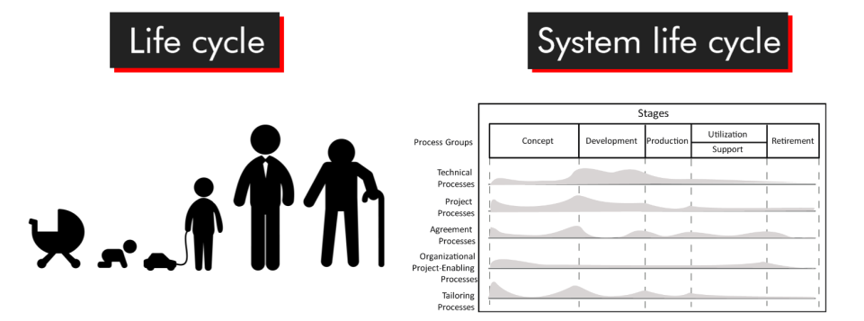 Life cycle
System life cycle
Stages
Process Groups
Concept
Development
Production
Utilization
Support
Retirement
Technical
Processes
Project
Processes
Agreement
Processes
Organizational
Project-Enabling
Processes
Tailoring
Processes